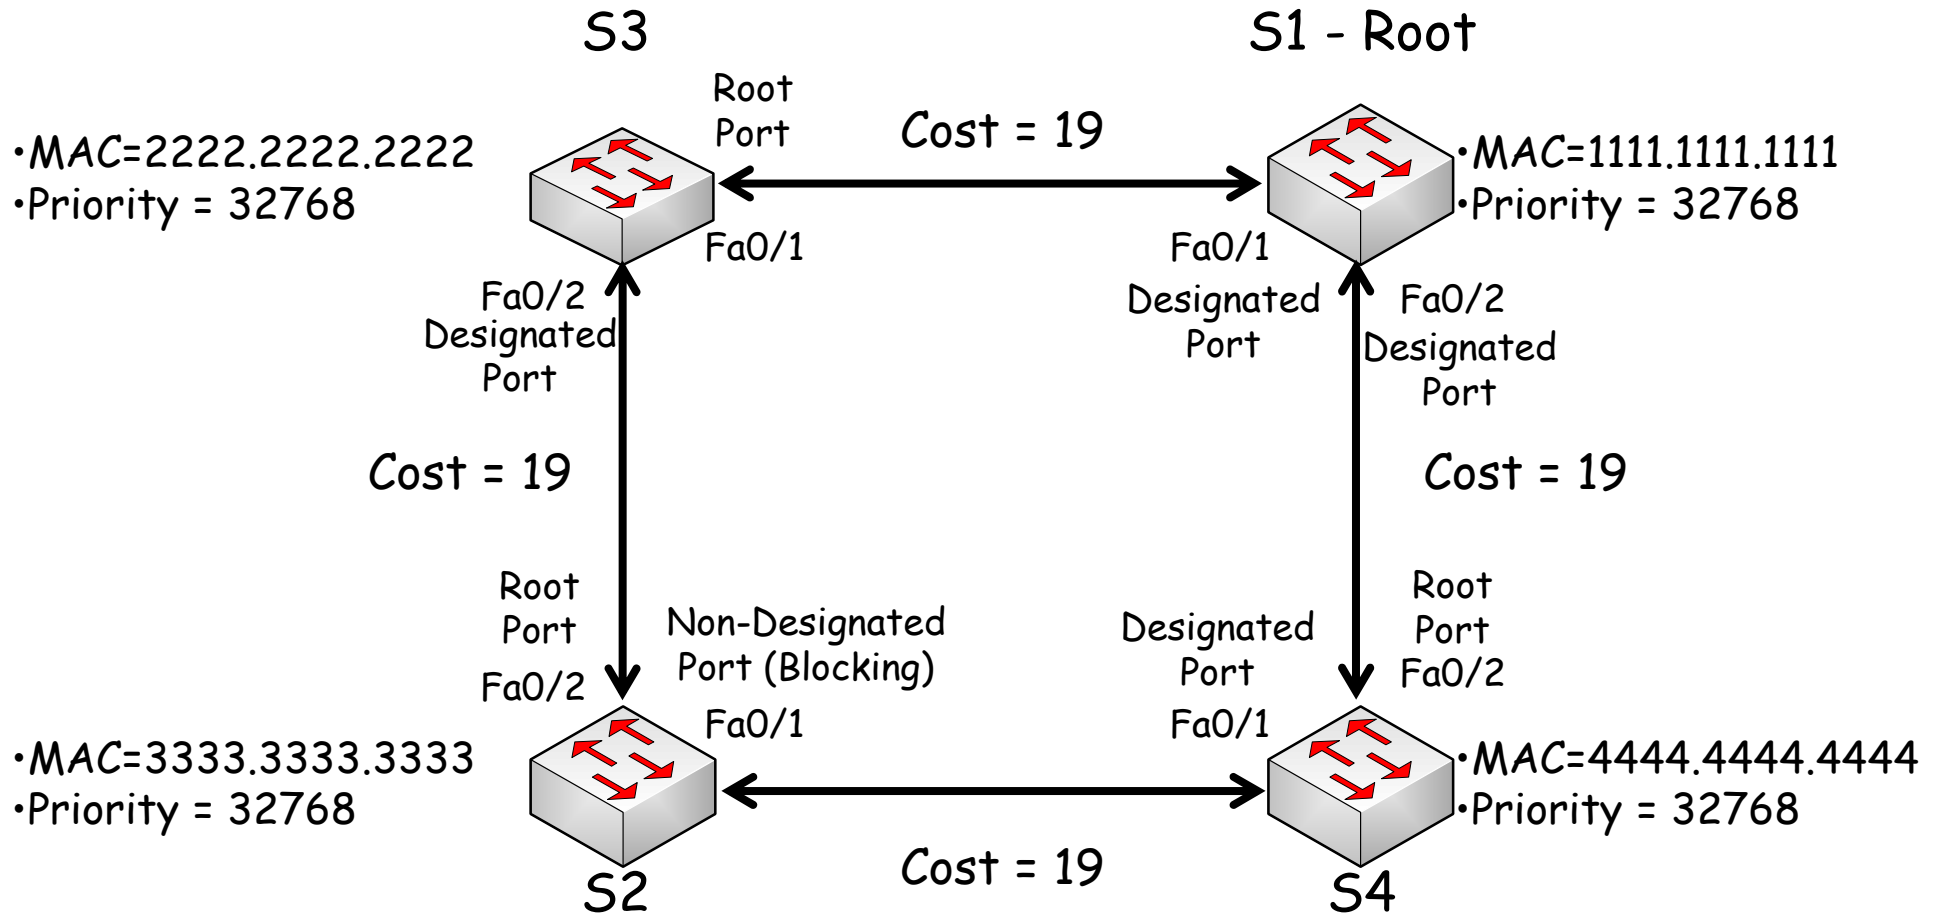 S3
S1 - Root
Root
Port
Cost = 19
•MAC=2222.2222.2222
•Priority = 32768
•MAC=1111.1111.1111
•Priority = 32768
Fa0/1
Fa0/1
Designated
Port
Fa0/2
Designated
Port
Fa0/2
Designated
Port
Cost = 19
Cost = 19
Root
Port
Fa0/2
Non-Designated
Port (Blocking)
Fa0/1
Designated
Port
Fa0/1
Root
Port
Fa0/2
•MAC=3333.3333.3333
•Priority = 32768
•MAC=4444.4444.4444
•Priority = 32768
Cost = 19
S2
S4